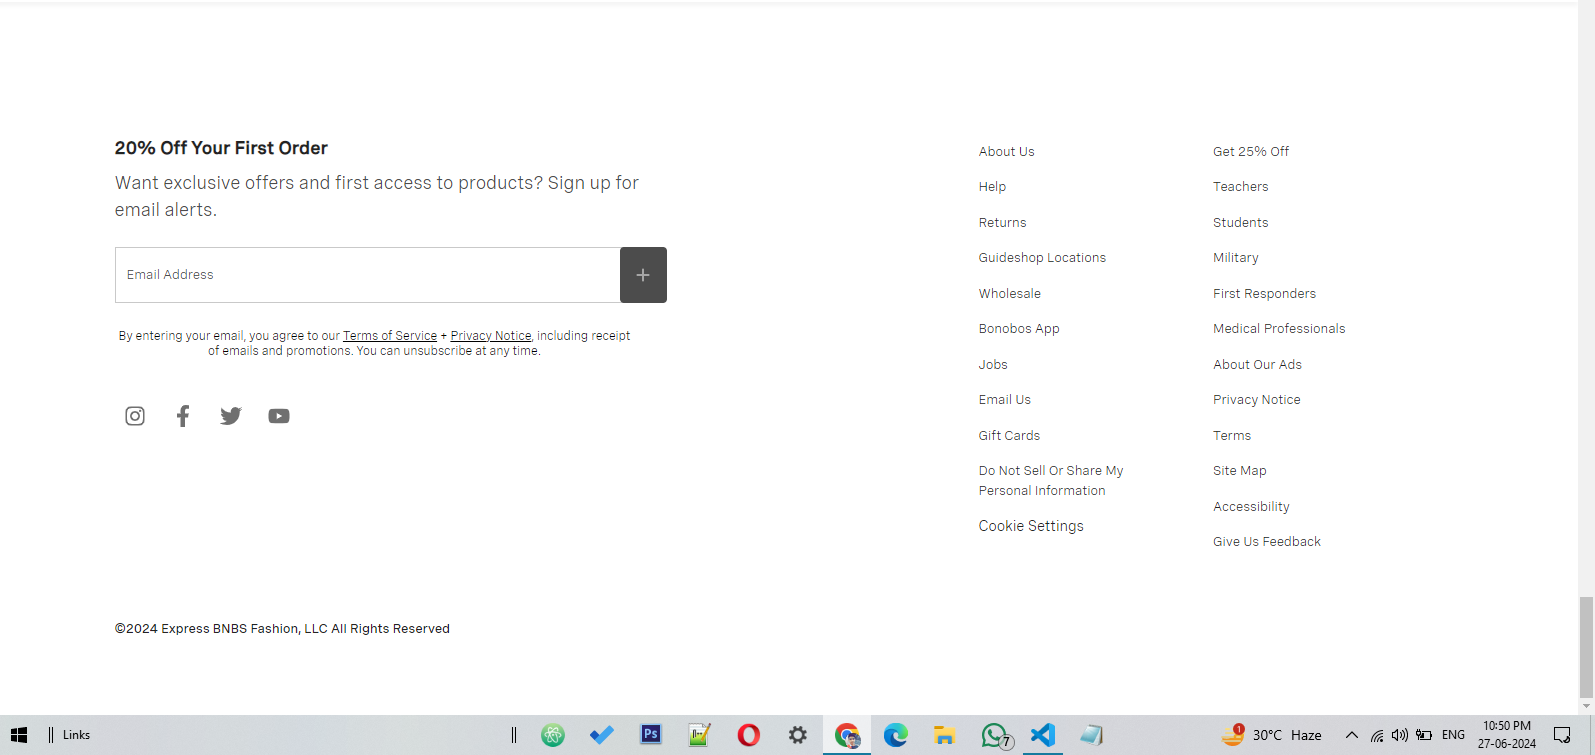 20% Off Your First Order
Want exclusive offers and first access to products? Sign up for
email alerts.
Email Address
+
By entering your email, you agree to our Terms of Service + Privacy Notice, including receipt
of emails and promotions. You can unsubscribe at any time.
About Us
Help
Returns
Guideshop Locations
Wholesale
Bonobos App
Jobs
Email Us
Gift Cards
Do Not Sell Or Share My
Personal Information
Cookie Settings
Get 25% Off
Teachers
Students
Military
First Responders
Medical Professionals
About Our Ads
Privacy Notice
Terms
Site Map
Accessibility
Give Us Feedback
©2024 Express BNBS Fashion, LLC All Rights Reserved
Links
Ps
7
1
30°C Haze
ENG
10:50 PM
27-06-2024